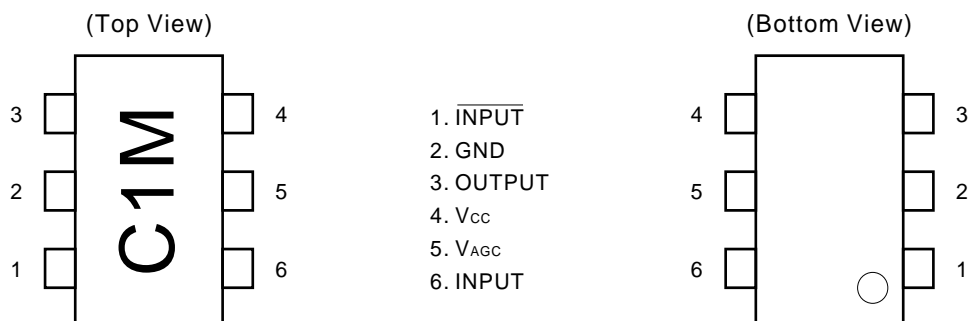 (Top View)
3
4
2
5
1
6
C1M
1. INPUT
2. GND
3. OUTPUT
4. VCC
5. VAGC
6. INPUT
(Bottom View)
4
3
5
2
6
1